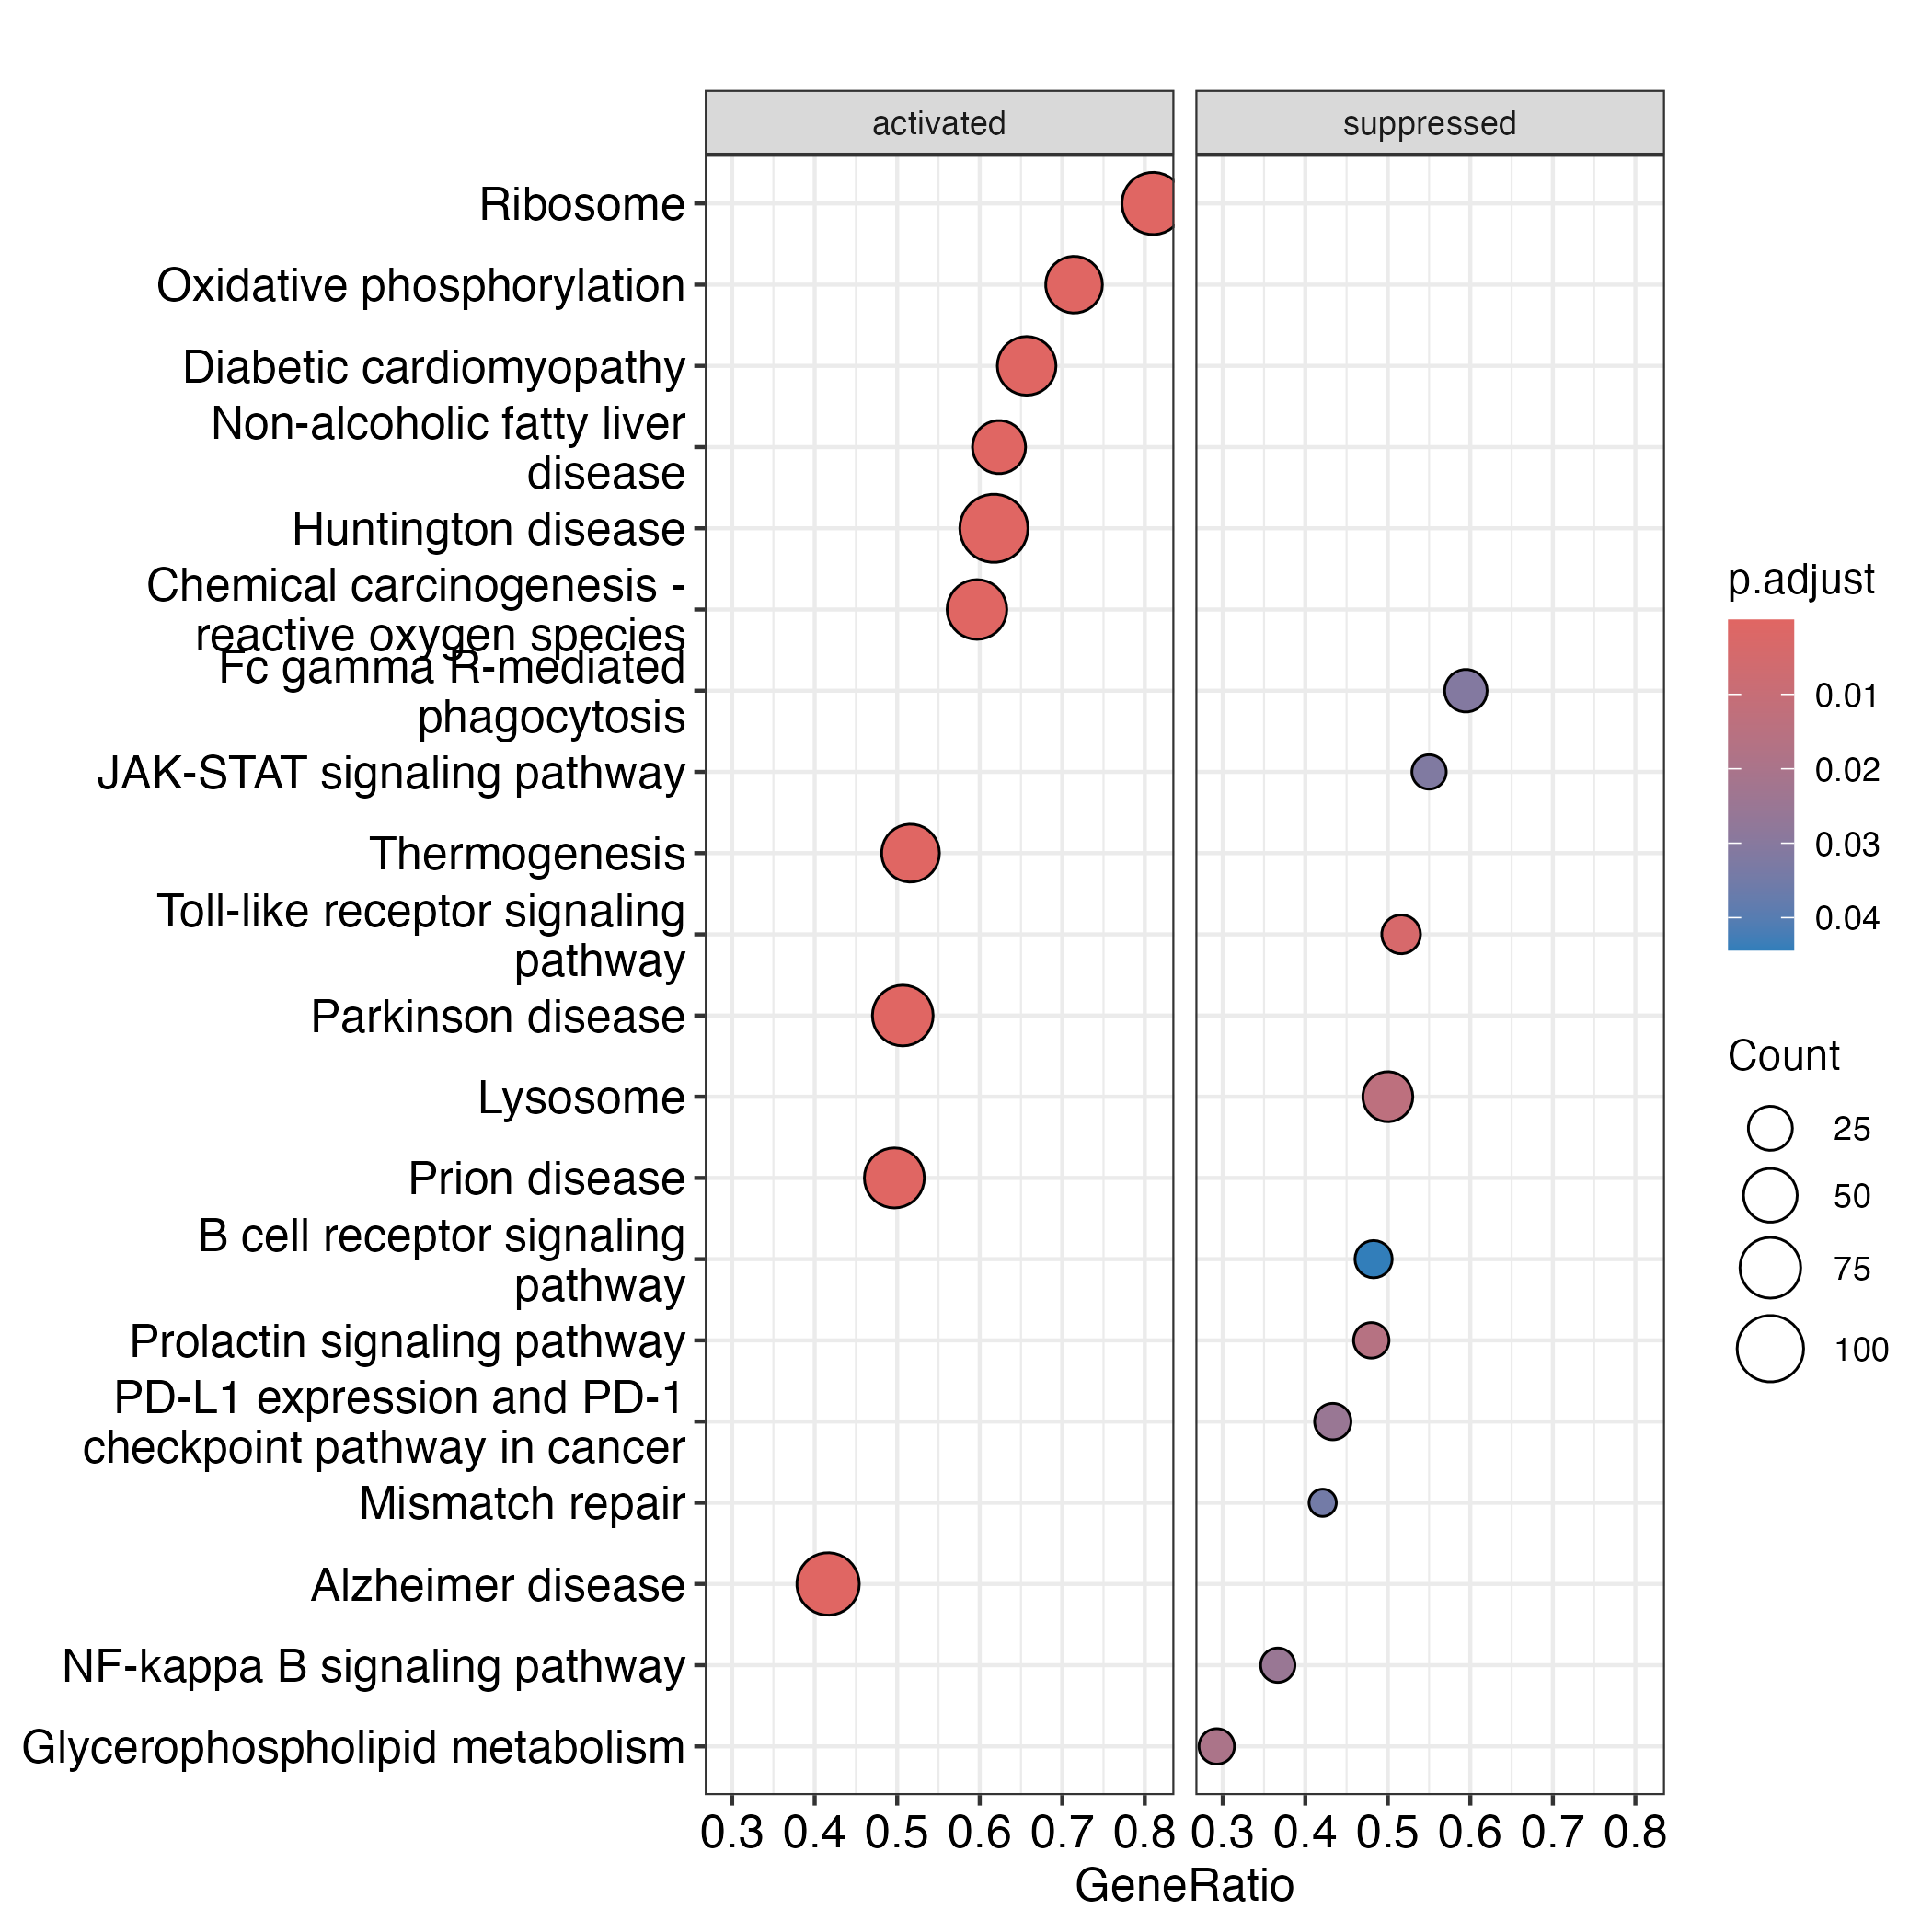 activated
suppressed
Ribosome
Oxidative phosphorylation
Diabetic cardiomyopathy
Non-alcoholic fatty liver
disease
Huntington disease
Chemical carcinogenesis -
reactive oxygen species
Fc gamma R-mediated
phagocytosis
JAK-STAT signaling pathway
Thermogenesis
Toll-like receptor signaling
pathway
Parkinson disease
Lysosome
Prion disease
B cell receptor signaling
pathway
Prolactin signaling pathway
PD-L1 expression and PD-1
checkpoint pathway in cancer
Mismatch repair
Alzheimer disease
NF-kappa B signaling pathway
Glycerophospholipid metabolism
0.3 0.4 0.5 0.6 0.7 0.8
0.3 0.4 0.5 0.6 0.7 0.8
GeneRatio
p.adjust
0.01
0.02
0.03
0.04
Count
25
50
75
100